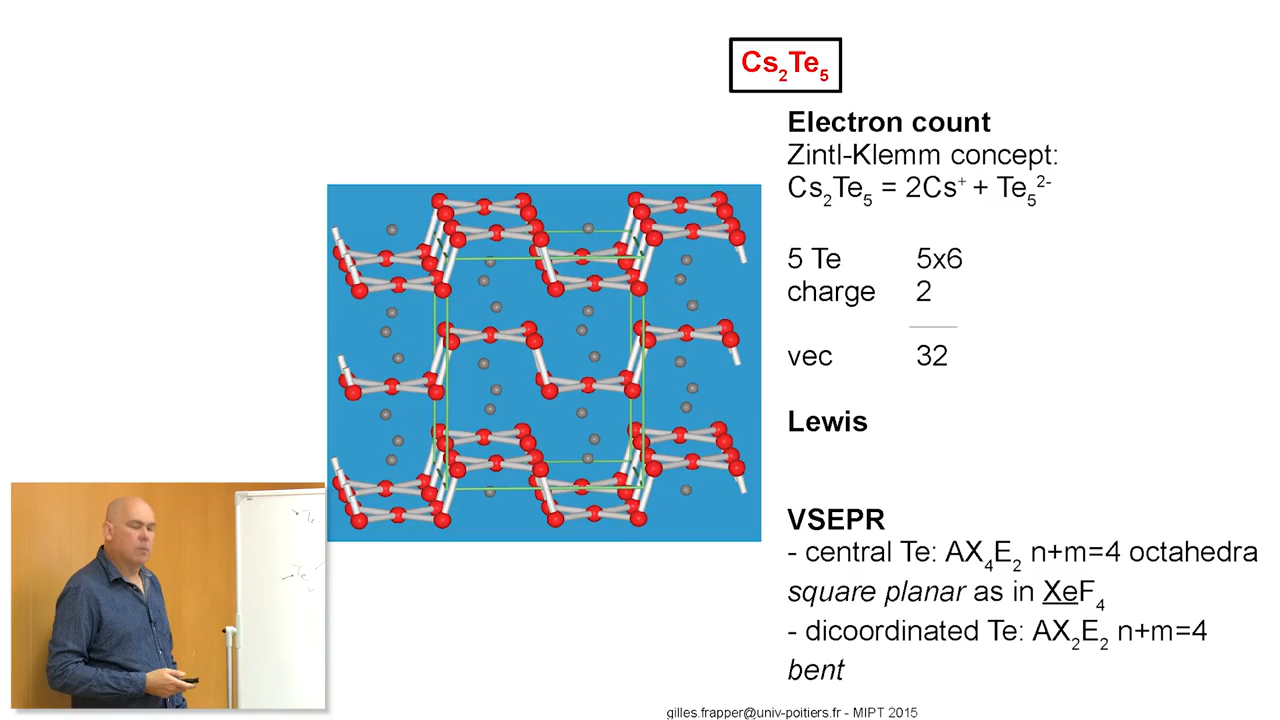 Cs₂Te₅
Electron count
Zintl-Klemm concept:
Cs₂Te₅ = 2Cs⁺ + Te₅²⁻
5 Te 5x6
charge 2
vec 32
Lewis
VSEPR
- central Te: AX₄E₂ n+m=4 octahedra
square planar as in XeF₄
- dicoordinated Te: AX₂E₂ n+m=4
bent
gilles.frapper@univ-poitiers.fr - MIPT 2015